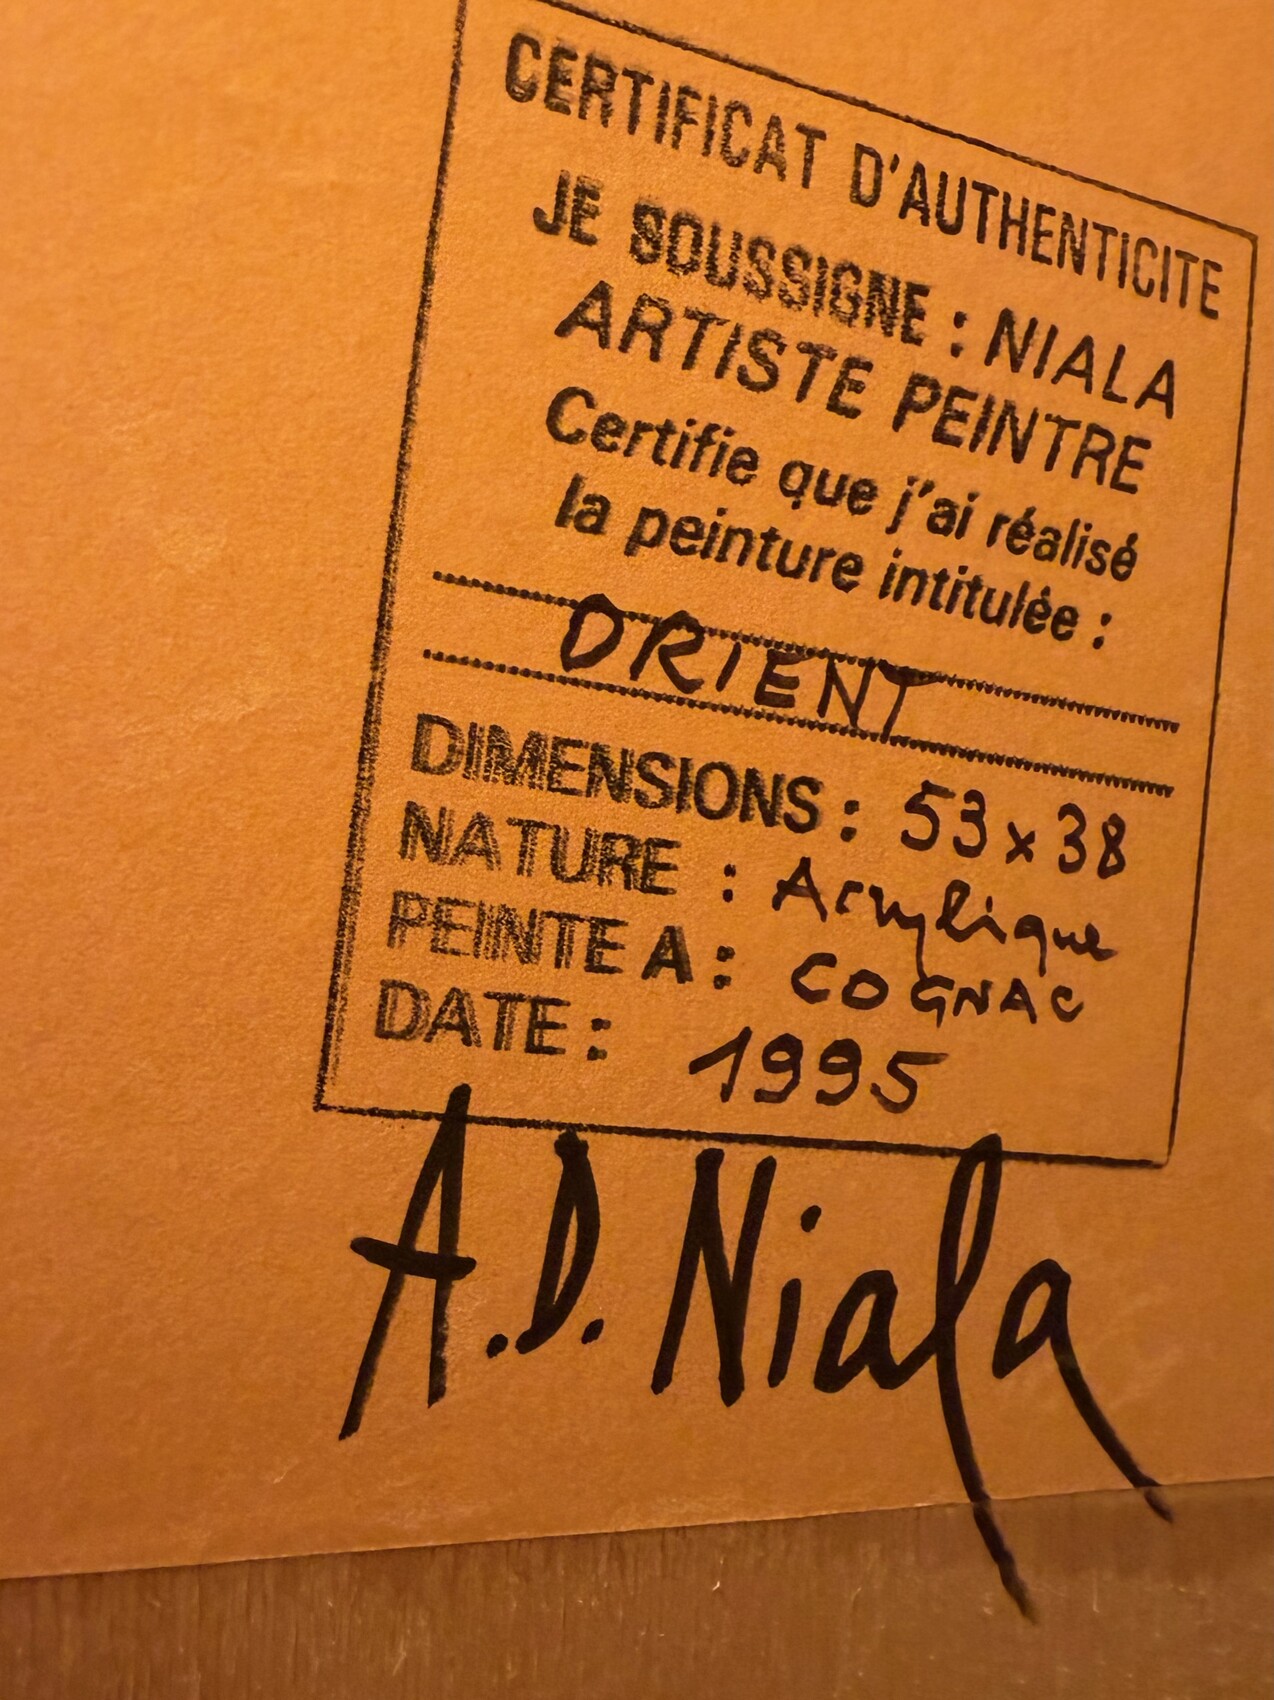 CERTIFICAT D'AUTHENTICITE
JE SOUSSIGNE : NIALA
ARTISTE PEINTRE
Certifie que j'ai réalisé
la peinture intitulée :
ORIENT
DIMENSIONS : 53 x 38
NATURE : Acrylique
PEINTE A : COGNAC
DATE : 1995
A.D. Niala